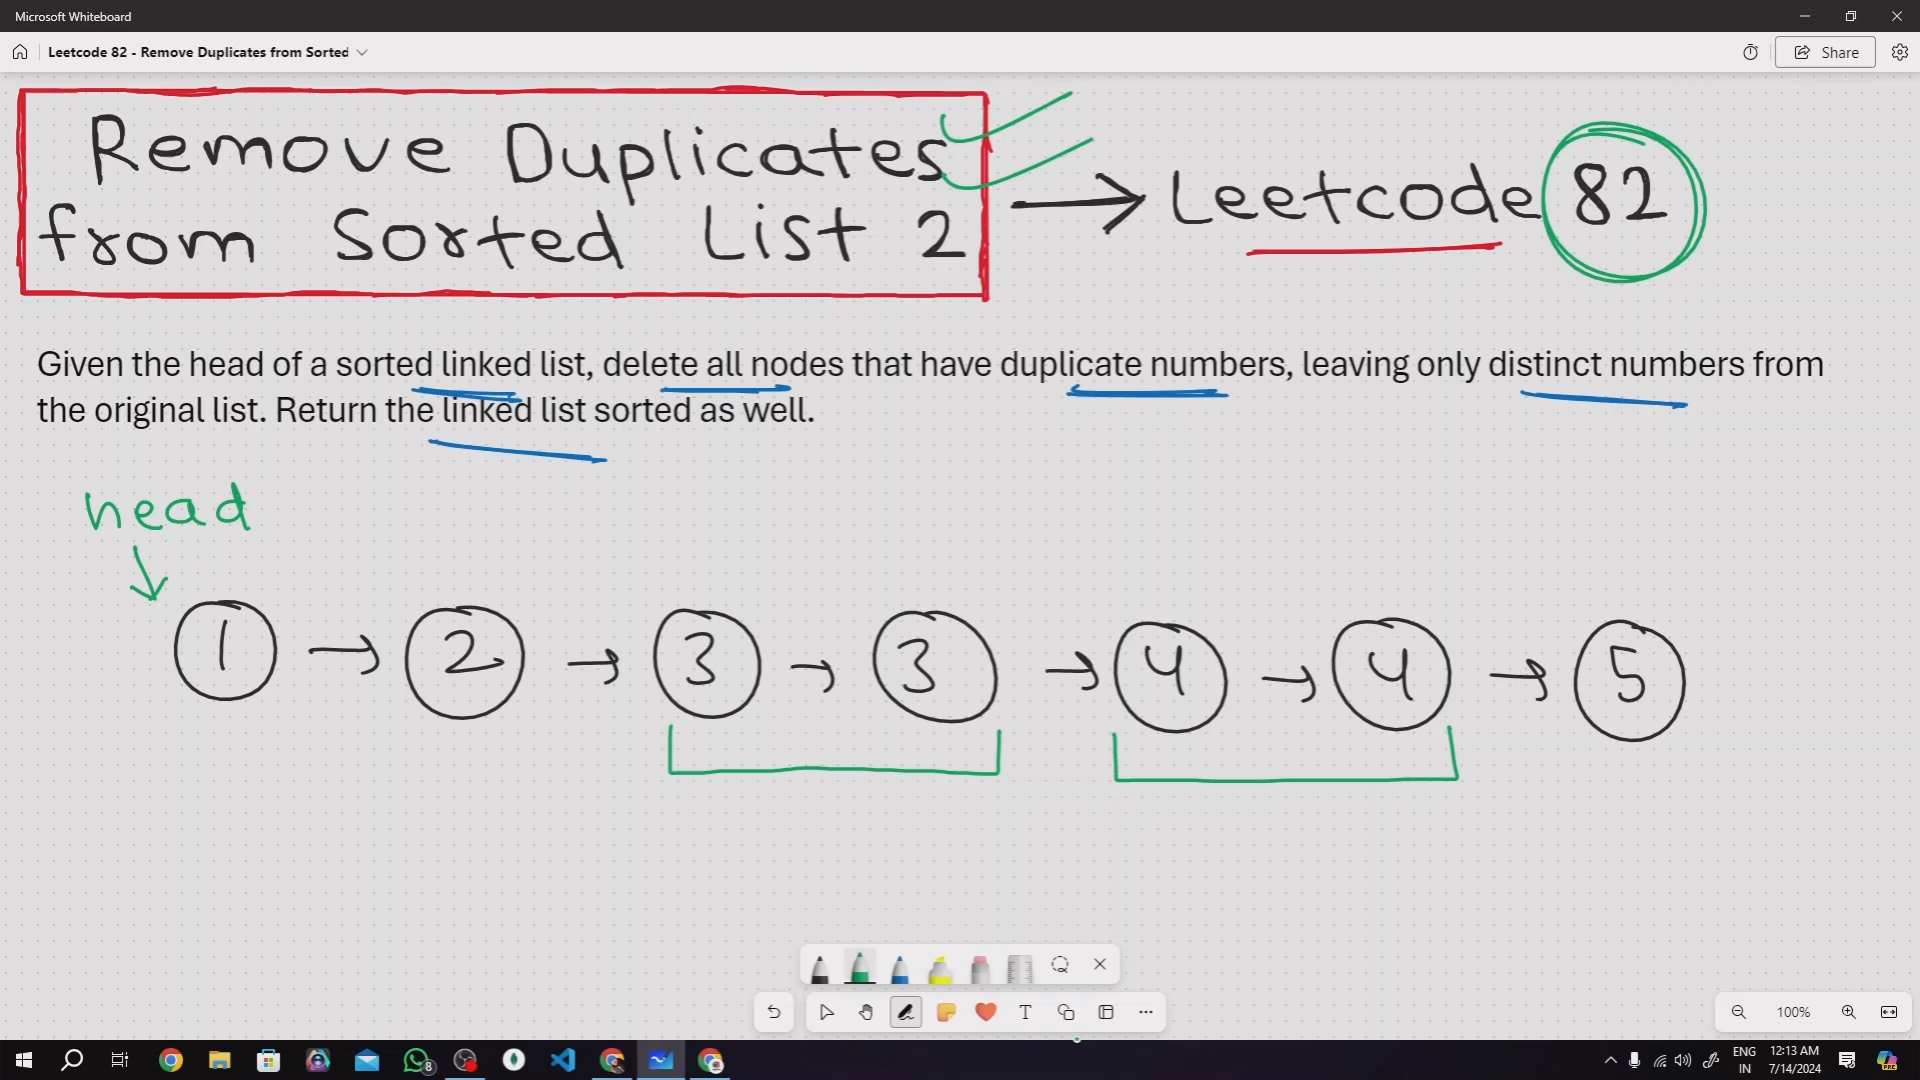 Microsoft Whiteboard
Leetcode 82 - Remove Duplicates from Sorted
Share
Remove Duplicates
from Sorted List 2
→ Leetcode 82
Given the head of a sorted linked list, delete all nodes that have duplicate numbers, leaving only distinct numbers from
the original list. Return the linked list sorted as well.
head
1 → 2 → 3 → 3 → 4 → 4 → 5
100%
8
ENG
IN
12:13 AM
7/14/2024
PRE